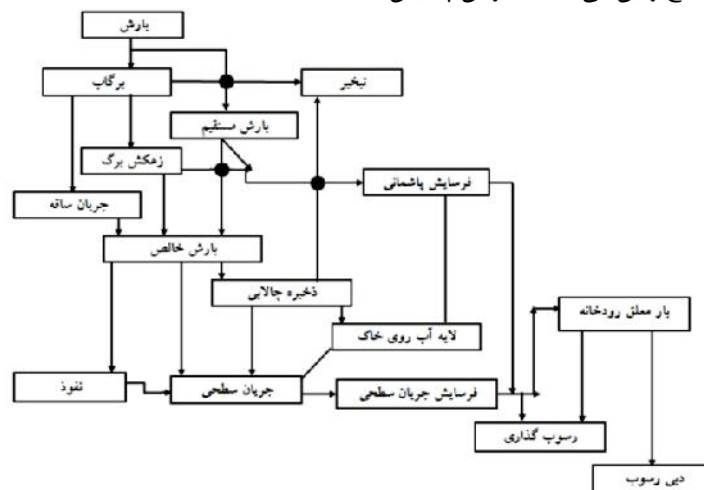 بارش
برگاب
تبخیر
بارش مستقیم
زهکش برگ
فرسایش پاشمانی
جریان ساقه
بارش خالص
ذخیره چالابی
بار معلق رودخانه
لایه آب روی خاک
نفوذ
جریان سطحی
فرسایش جریان سطحی
رسوب گذاری
دبی رسوب